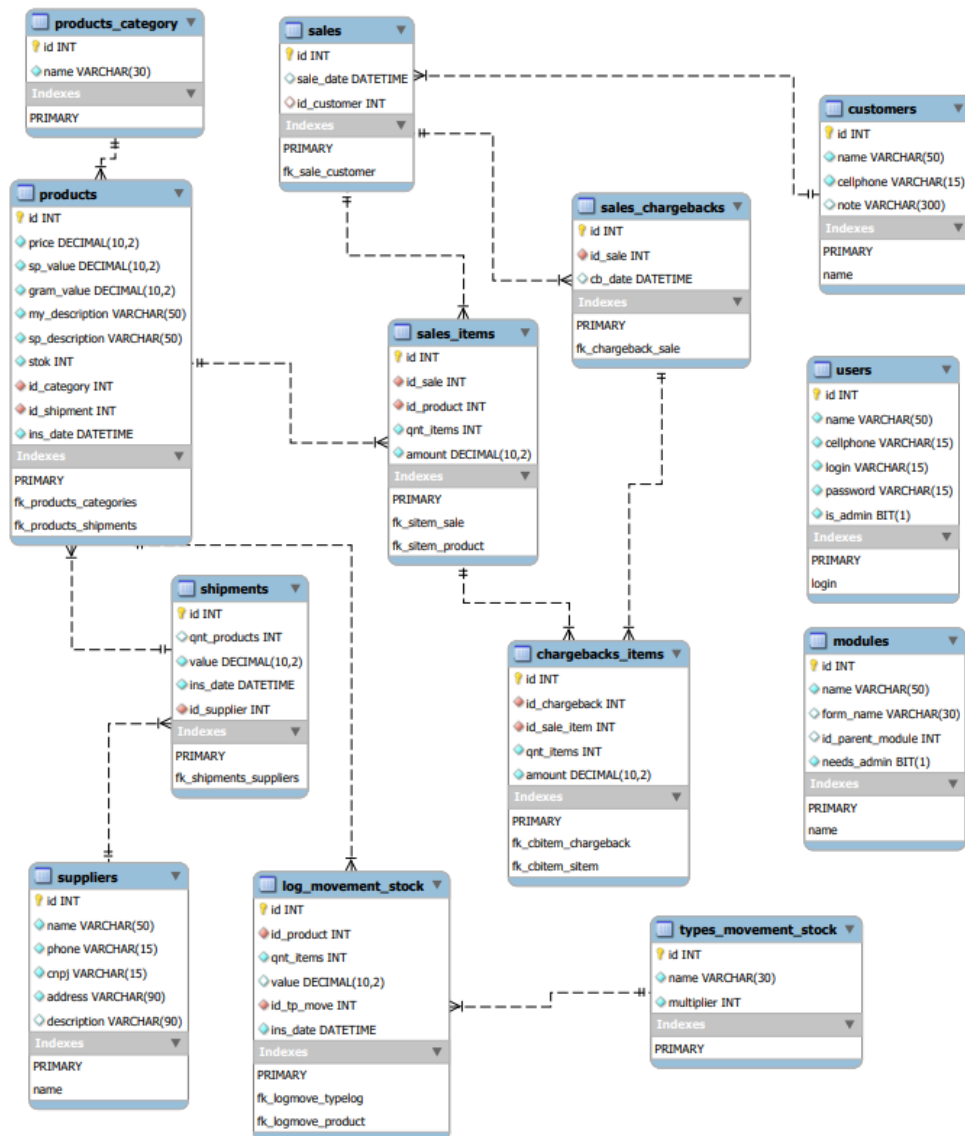 products_category
id INT
name VARCHAR(30)
Indexes
PRIMARY
sales
id INT
sale_date DATETIME
id_customer INT
Indexes
PRIMARY
fk_sale_customer
customers
id INT
name VARCHAR(50)
cellphone VARCHAR(15)
note VARCHAR(300)
Indexes
PRIMARY
name
products
id INT
price DECIMAL(10,2)
sp_value DECIMAL(10,2)
gram_value DECIMAL(10,2)
my_description VARCHAR(50)
sp_description VARCHAR(50)
stok INT
id_category INT
id_shipment INT
ins_date DATETIME
Indexes
PRIMARY
fk_products_categories
fk_products_shipments
sales_chargebacks
id INT
id_sale INT
cb_date DATETIME
Indexes
PRIMARY
fk_chargeback_sale
sales_items
id INT
id_sale INT
id_product INT
qnt_items INT
amount DECIMAL(10,2)
Indexes
PRIMARY
fk_sitem_sale
fk_sitem_product
users
id INT
name VARCHAR(50)
cellphone VARCHAR(15)
login VARCHAR(15)
password VARCHAR(15)
is_admin BIT(1)
Indexes
PRIMARY
login
shipments
id INT
qnt_products INT
value DECIMAL(10,2)
ins_date DATETIME
id_supplier INT
Indexes
PRIMARY
fk_shipments_suppliers
chargebacks_items
id INT
id_chargeback INT
id_sale_item INT
qnt_items INT
amount DECIMAL(10,2)
Indexes
PRIMARY
fk_cbitem_chargeback
fk_cbitem_sitem
modules
id INT
name VARCHAR(50)
form_name VARCHAR(30)
id_parent_module INT
needs_admin BIT(1)
Indexes
PRIMARY
name
suppliers
id INT
name VARCHAR(50)
phone VARCHAR(15)
cnpj VARCHAR(15)
address VARCHAR(90)
description VARCHAR(90)
Indexes
PRIMARY
name
log_movement_stock
id INT
id_product INT
qnt_items INT
value DECIMAL(10,2)
id_tp_move INT
ins_date DATETIME
Indexes
PRIMARY
fk_logmove_typelog
fk_logmove_product
types_movement_stock
id INT
name VARCHAR(30)
multiplier INT
Indexes
PRIMARY